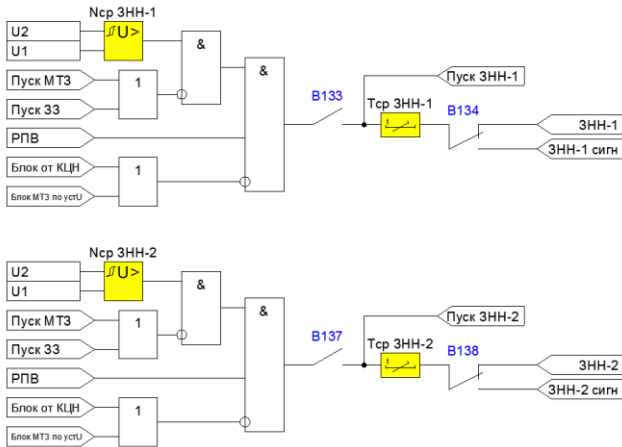 Nср ЗНН-1
U2
U1
U>
&
Пуск МТЗ
1
Пуск ЗЗ
&
РПВ
Блок от КЦН
1
Блок МТЗ по устU
В133
Пуск ЗНН-1
Тср ЗНН-1
t
В134
ЗНН-1
ЗНН-1 сигн
Nср ЗНН-2
U2
U1
U>
&
Пуск МТЗ
1
Пуск ЗЗ
&
РПВ
Блок от КЦН
1
Блок МТЗ по устU
В137
Пуск ЗНН-2
Тср ЗНН-2
t
В138
ЗНН-2
ЗНН-2 сигн